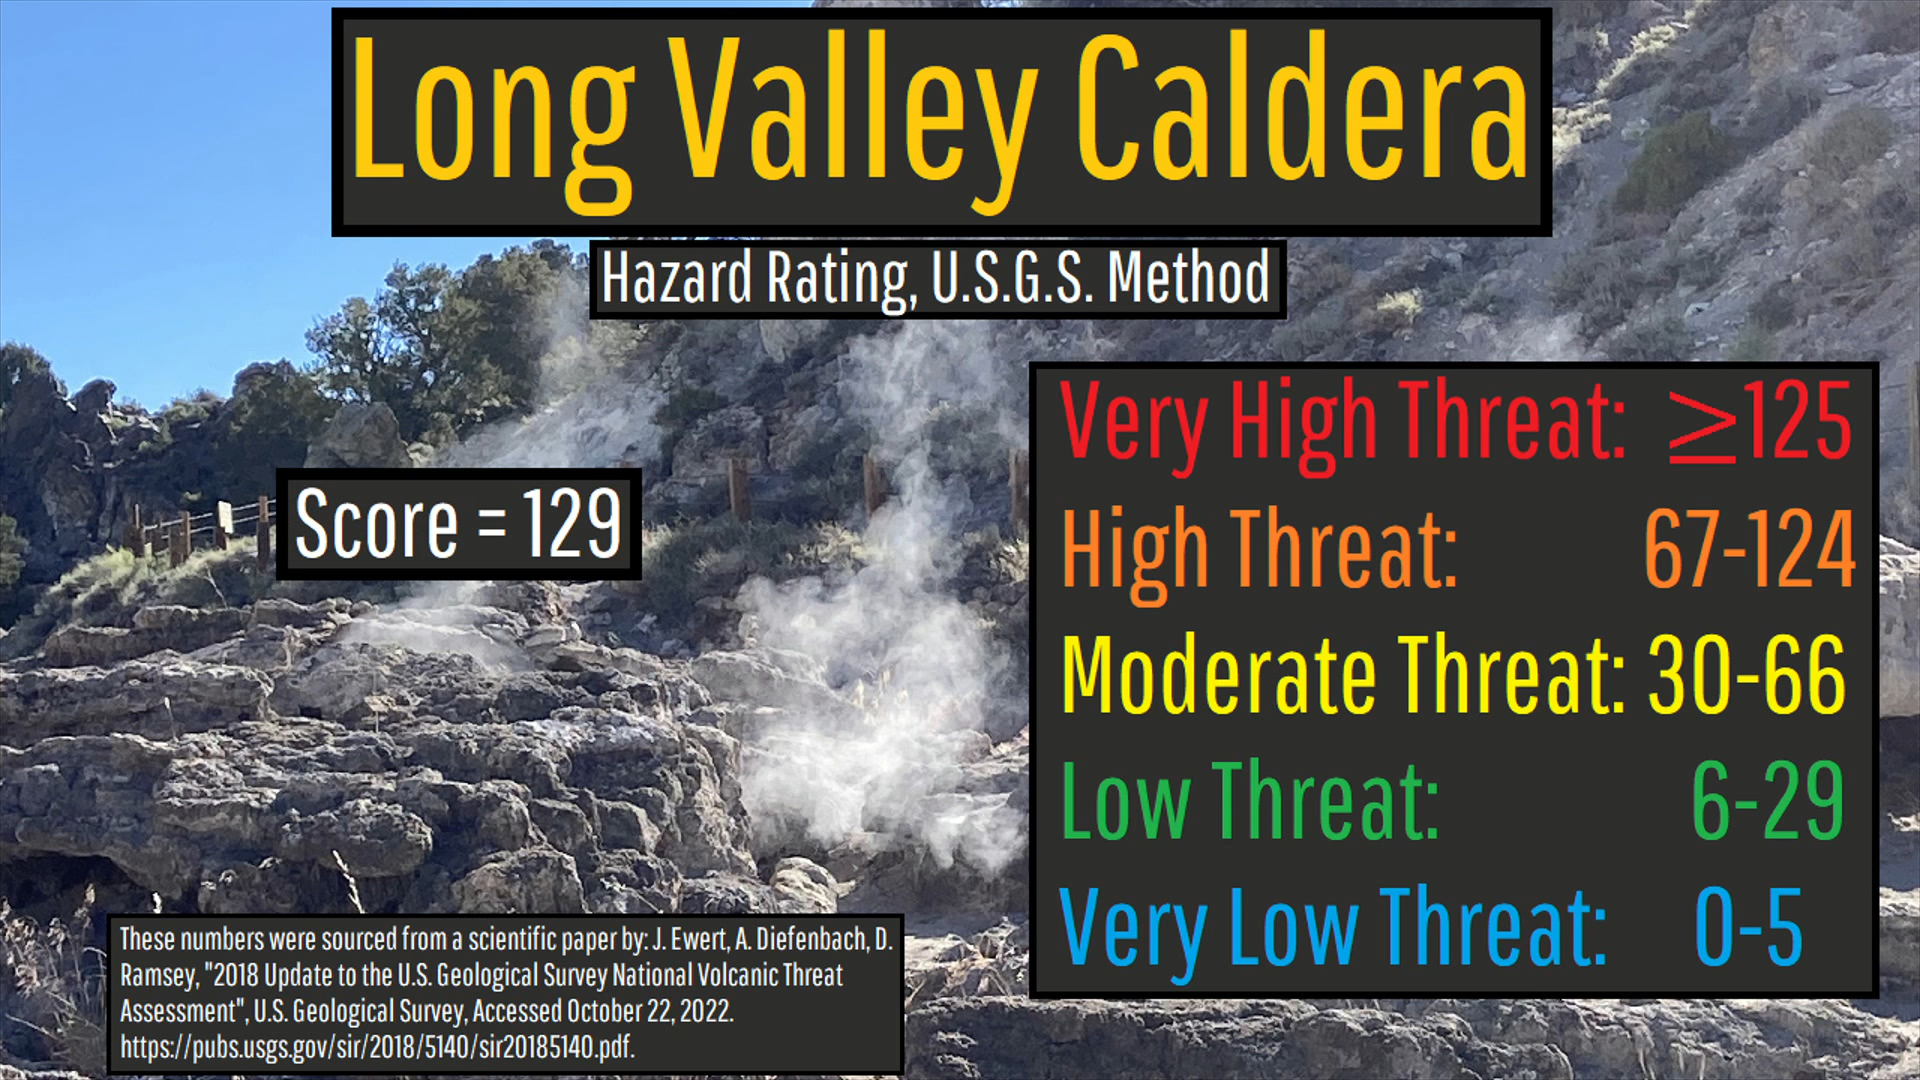 Long Valley Caldera
Hazard Rating, U.S.G.S. Method
Score = 129
Very High Threat: ≥125
High Threat: 67-124
Moderate Threat: 30-66
Low Threat: 6-29
Very Low Threat: 0-5
These numbers were sourced from a scientific paper by: J. Ewert, A. Diefenbach, D.
Ramsey, "2018 Update to the U.S. Geological Survey National Volcanic Threat
Assessment", U.S. Geological Survey, Accessed October 22, 2022.
https://pubs.usgs.gov/sir/2018/5140/sir20185140.pdf.